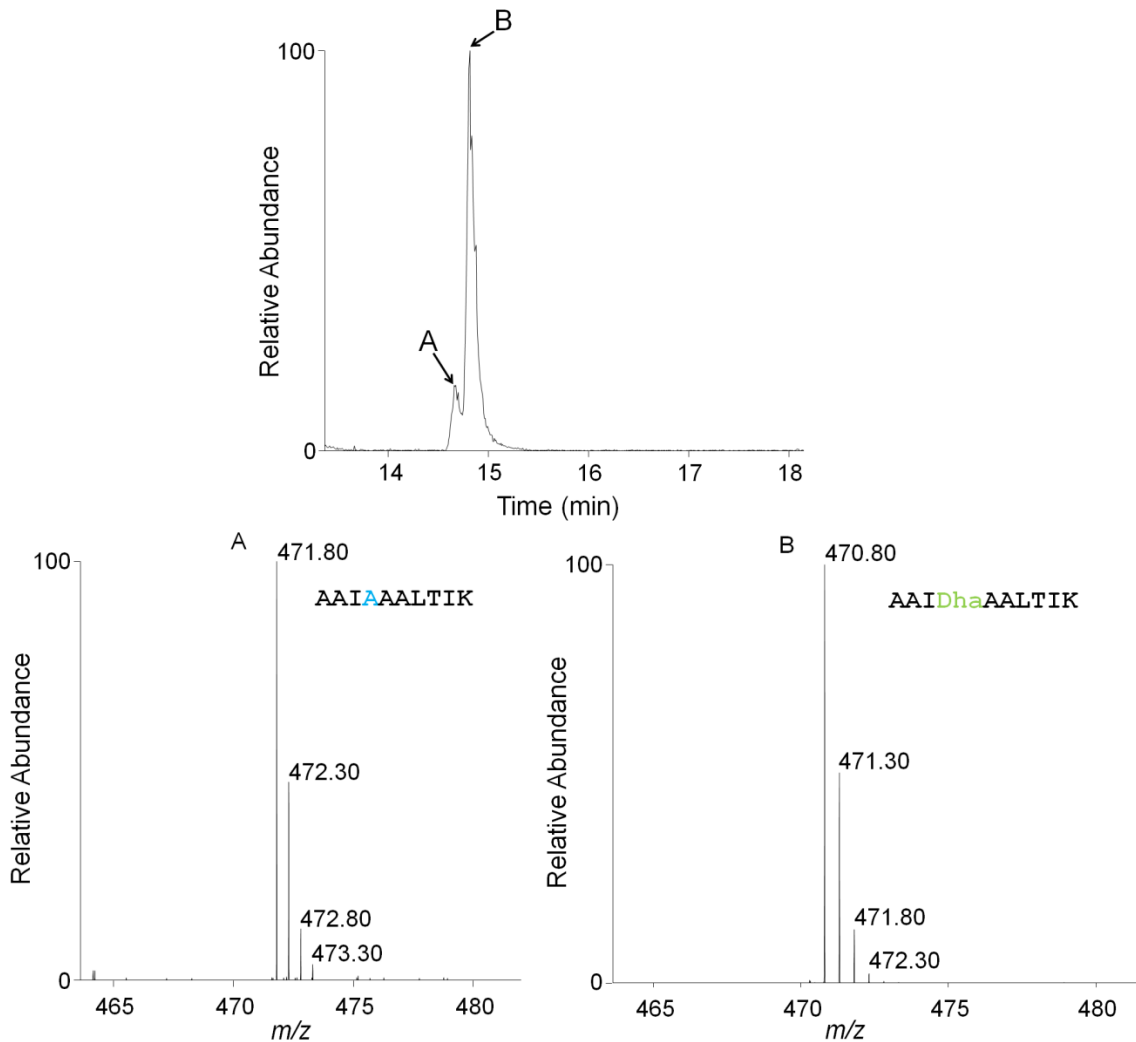 B
100
A
Relative Abundance
0
14 15 16 17 18
Time (min)
A
100
471.80
AAIAAALTIK
472.30
472.80
473.30
Relative Abundance
0
465 470 475 480
m/z
B
100
470.80
AAIDhaAALTIK
471.30
471.80
472.30
Relative Abundance
0
465 470 475 480
m/z